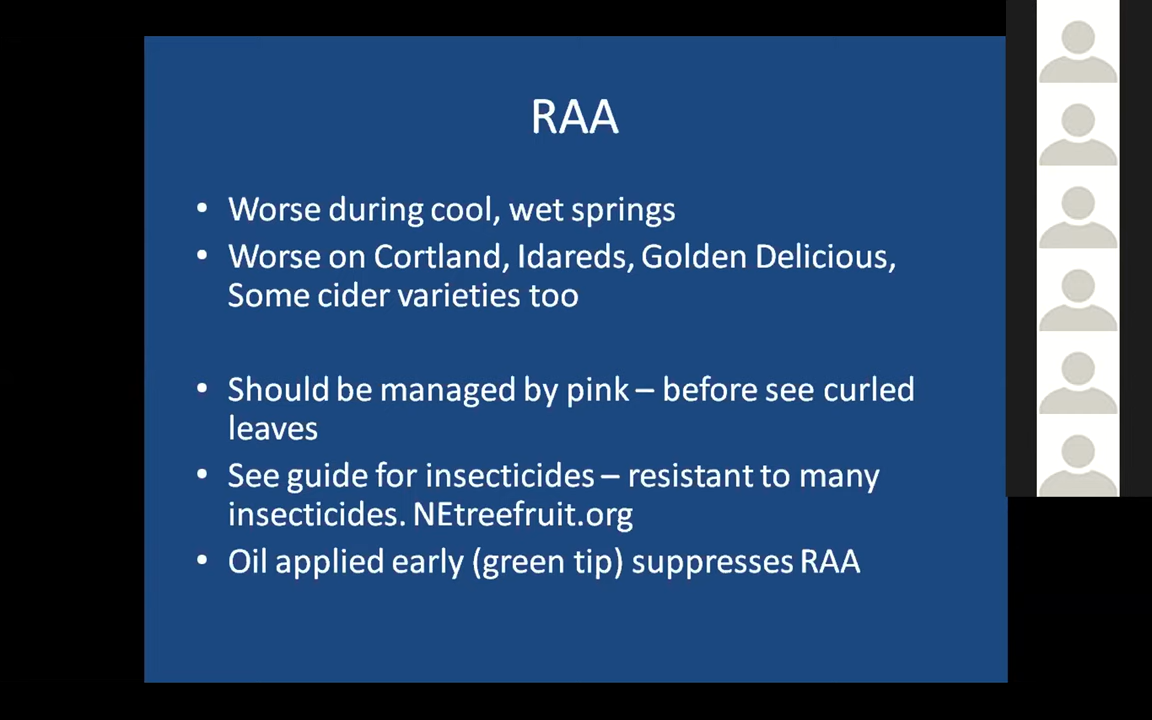 RAA
• Worse during cool, wet springs
• Worse on Cortland, Idareds, Golden Delicious,
Some cider varieties too
• Should be managed by pink – before see curled
leaves
• See guide for insecticides – resistant to many
insecticides. NEtreefruit.org
• Oil applied early (green tip) suppresses RAA